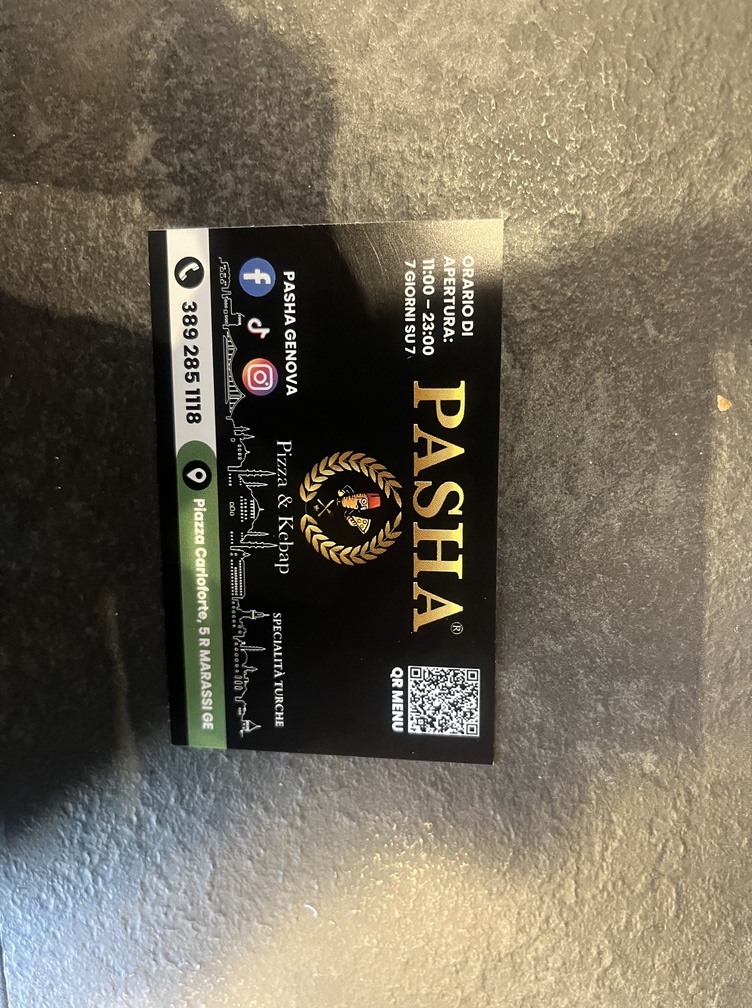 ORARIO DI
APERTURA:
11:00 – 23:00
7 GIORNI SU 7
PASHA®
QR MENU
PASHA GENOVA
Pizza & Kebap
SPECIALITÀ TURCHE
389 285 1118
Piazza Carloforte, 5 R MARASSI GE